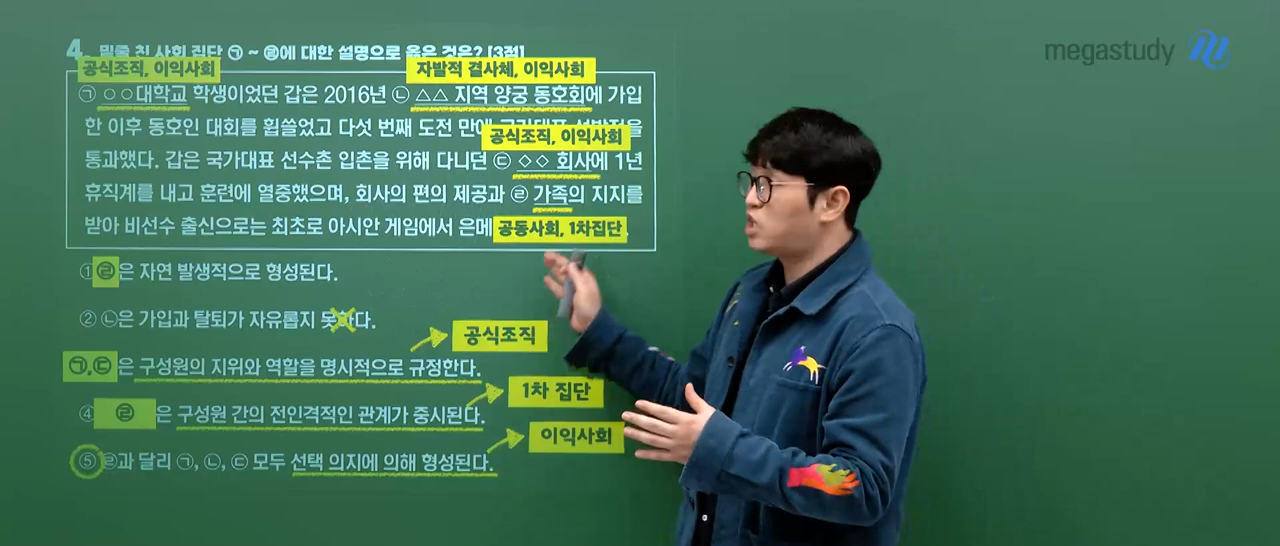 megastudy
4. 밑줄 친 사회 집단 ㉠ ~ ㉣에 대한 설명으로 옳은 것은? [3점]
공식조직, 이익사회
자발적 결사체, 이익사회
㉠ ○○대학교 학생이었던 갑은 2016년 ㉡ △△ 지역 양궁 동호회에 가입
한 이후 동호인 대회를 휩쓸었고 다섯 번째 도전 만에
공식조직, 이익사회
통과했다. 갑은 국가대표 선수촌 입촌을 위해 다니던 ㉢ ◇◇ 회사에 1년
휴직계를 내고 훈련에 열중했으며, 회사의 편의 제공과 ㉣ 가족의 지지를
받아 비선수 출신으로는 최초로 아시안 게임에서 은메
공동사회, 1차집단
① ㉣은 자연 발생적으로 형성된다.
② ㉡은 가입과 탈퇴가 자유롭지 못하다.
공식조직
㉠,㉢은 구성원의 지위와 역할을 명시적으로 규정한다.
1차 집단
④ ㉣은 구성원 간의 전인격적인 관계가 중시된다.
이익사회
⑤ ㉣과 달리 ㉠, ㉡, ㉢ 모두 선택 의지에 의해 형성된다.